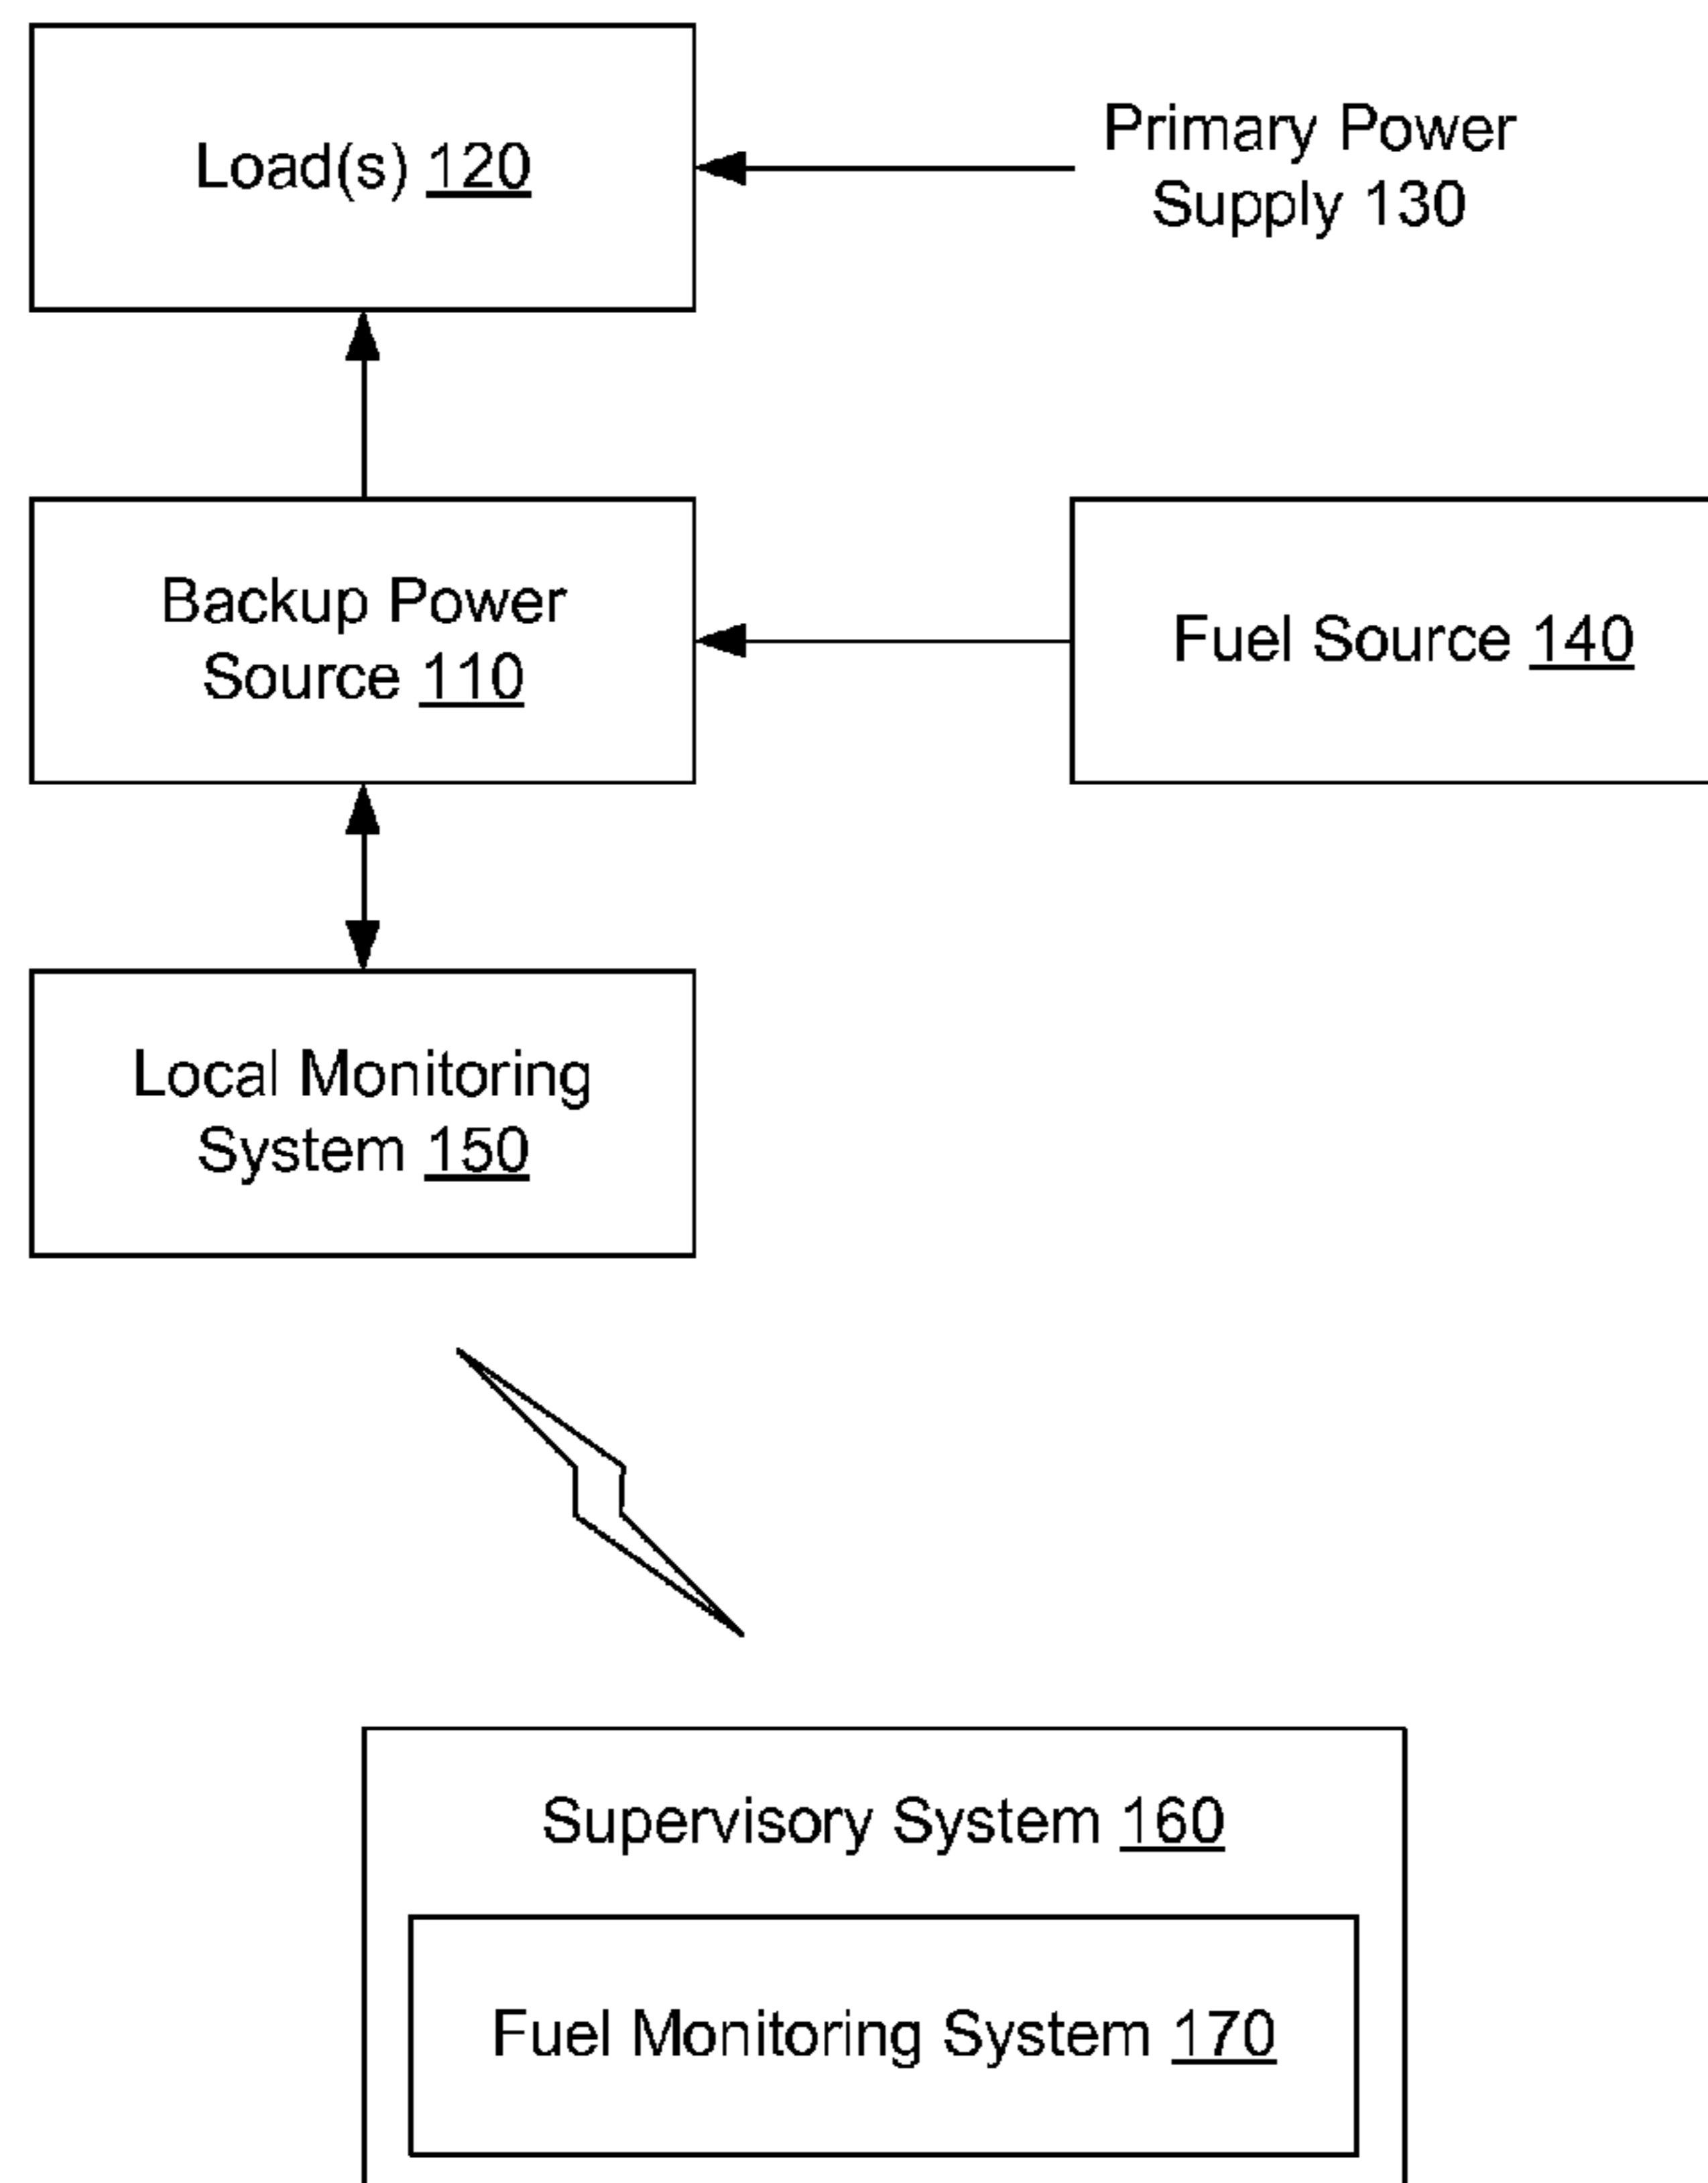 Load(s) 120
Primary Power
Supply 130
Backup Power
Source 110
Fuel Source 140
Local Monitoring
System 150
Supervisory System 160
Fuel Monitoring System 170